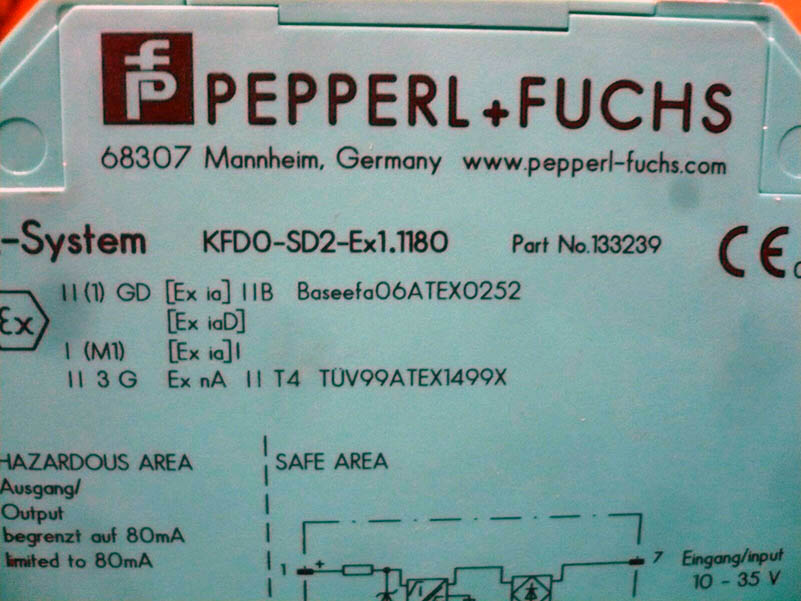 PEPPERL+FUCHS
68307 Mannheim, Germany www.pepperl-fuchs.com
-System KFD0-SD2-Ex1.1180 Part No.133239 CE 0
Ex II (1) GD [Ex ia] IIB Baseefa06ATEX0252
[Ex iaD]
I (M1) [Ex ia] I
II 3 G Ex nA II T4 TÜV99ATEX1499X
HAZARDOUS AREA
SAFE AREA
Ausgang/
Output
begrenzt auf 80mA
limited to 80mA
1 +
7 Eingang/input
10 - 35 V